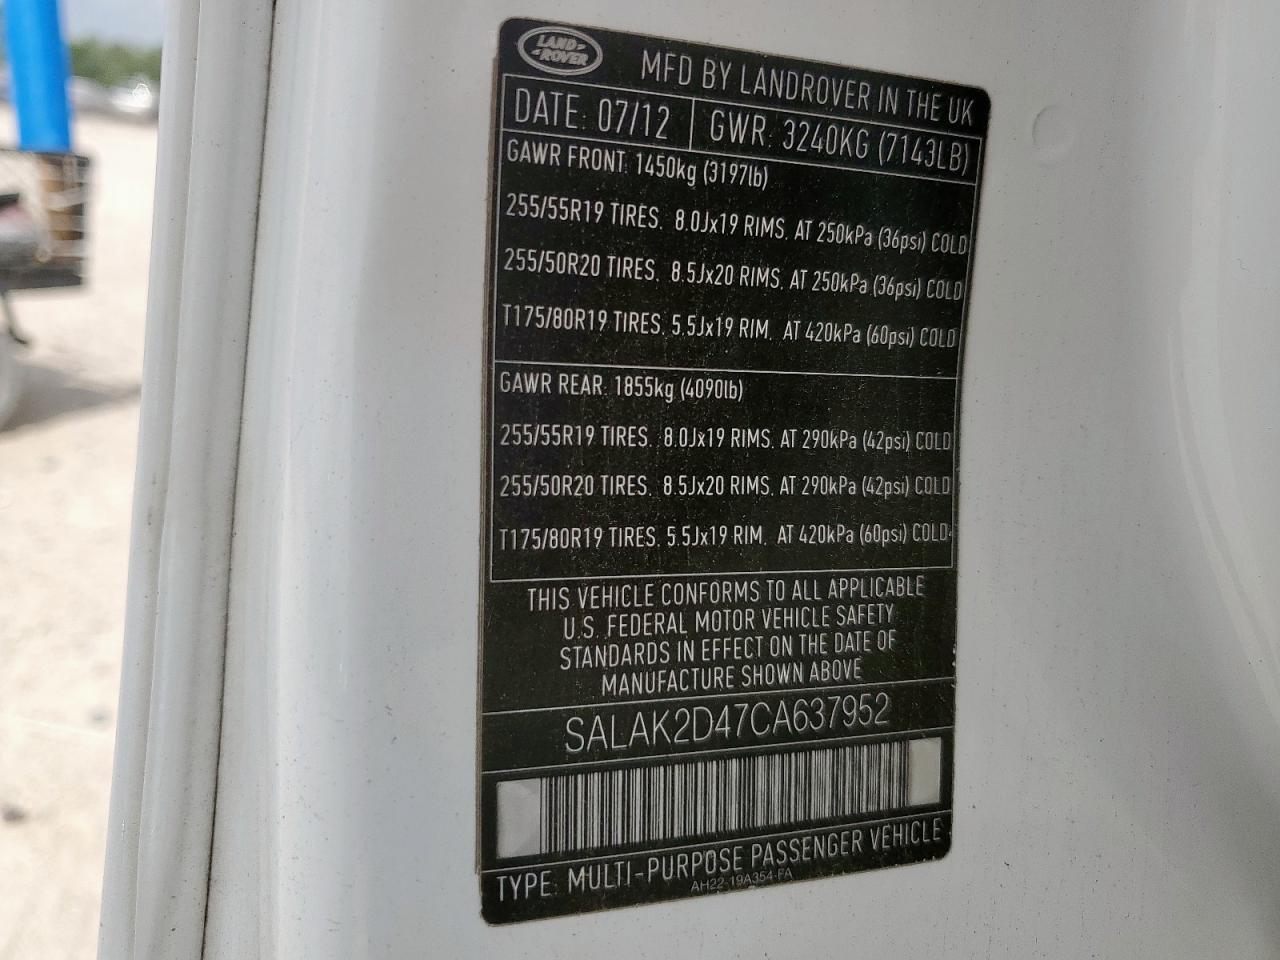 LAND-
-ROVER
MFD BY LANDROVER IN THE UK
DATE: 07/12 GWR: 3240KG (7143LB)
GAWR FRONT: 1450kg (3197lb)
255/55R19 TIRES, 8.0Jx19 RIMS, AT 250kPa (36psi) COLD
255/50R20 TIRES, 8.5Jx20 RIMS, AT 250kPa (36psi) COLD
T175/80R19 TIRES, 5.5Jx19 RIM, AT 420kPa (60psi) COLD
GAWR REAR: 1855kg (4090lb)
255/55R19 TIRES, 8.0Jx19 RIMS, AT 290kPa (42psi) COLD
255/50R20 TIRES, 8.5Jx20 RIMS, AT 290kPa (42psi) COLD
T175/80R19 TIRES, 5.5Jx19 RIM, AT 420kPa (60psi) COLD
THIS VEHICLE CONFORMS TO ALL APPLICABLE
U.S. FEDERAL MOTOR VEHICLE SAFETY
STANDARDS IN EFFECT ON THE DATE OF
MANUFACTURE SHOWN ABOVE
SALAK2D47CA637952
TYPE: MULTI-PURPOSE PASSENGER VEHICLE
AH22-19A354-FA